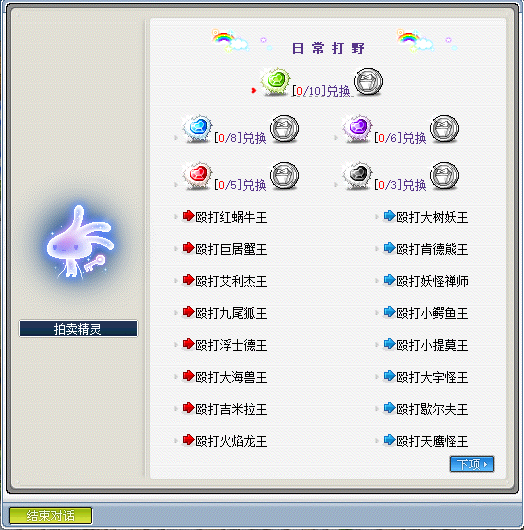 日常打野
[0/10]兑换
[0/8]兑换 [0/6]兑换
[0/5]兑换 [0/3]兑换
殴打红蜗牛王 殴打大树妖王
殴打巨居蟹王 殴打肯德熊王
殴打艾利杰王 殴打妖怪禅师
殴打九尾狐王 殴打小鳄鱼王
殴打浮士德王 殴打小提莫王
殴打大海兽王 殴打大宇怪王
殴打吉米拉王 殴打歇尔夫王
殴打火焰龙王 殴打天鹰怪王
拍卖精灵
下项
结束对话